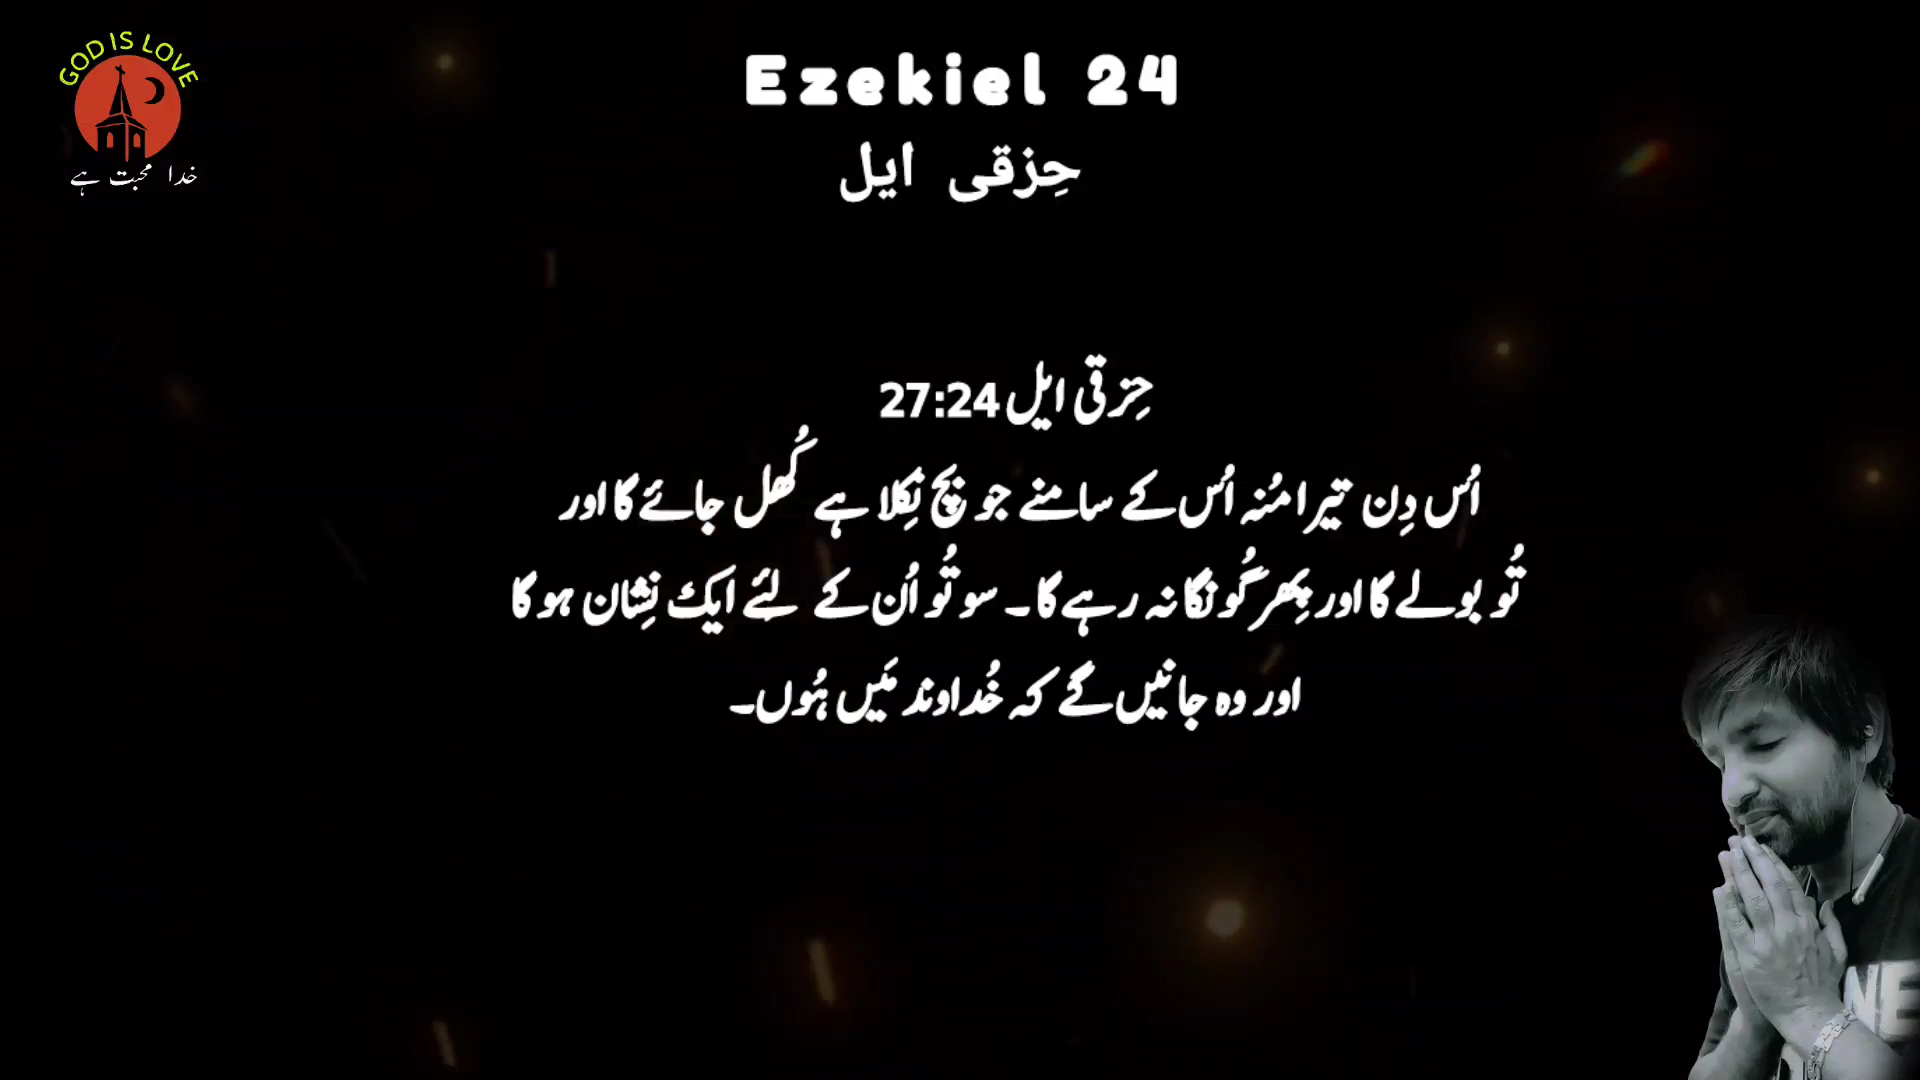 GOD IS LOVE
خدا محبت ہے
Ezekiel 24
حِزقی ایل
حِزقی ایل 27:24
اُس دِن تیرا مُنہ اُس کے سامنے جو بچ نِکلا ہے کُھل جائے گا اور
تُو بولے گا اور پِھر گُونگا نہ رہے گا۔ سو تُو اُن کے لئے ایک نِشان ہو گا
اور وہ جانیں گے کہ خُداوند مَیں ہُوں۔
NE